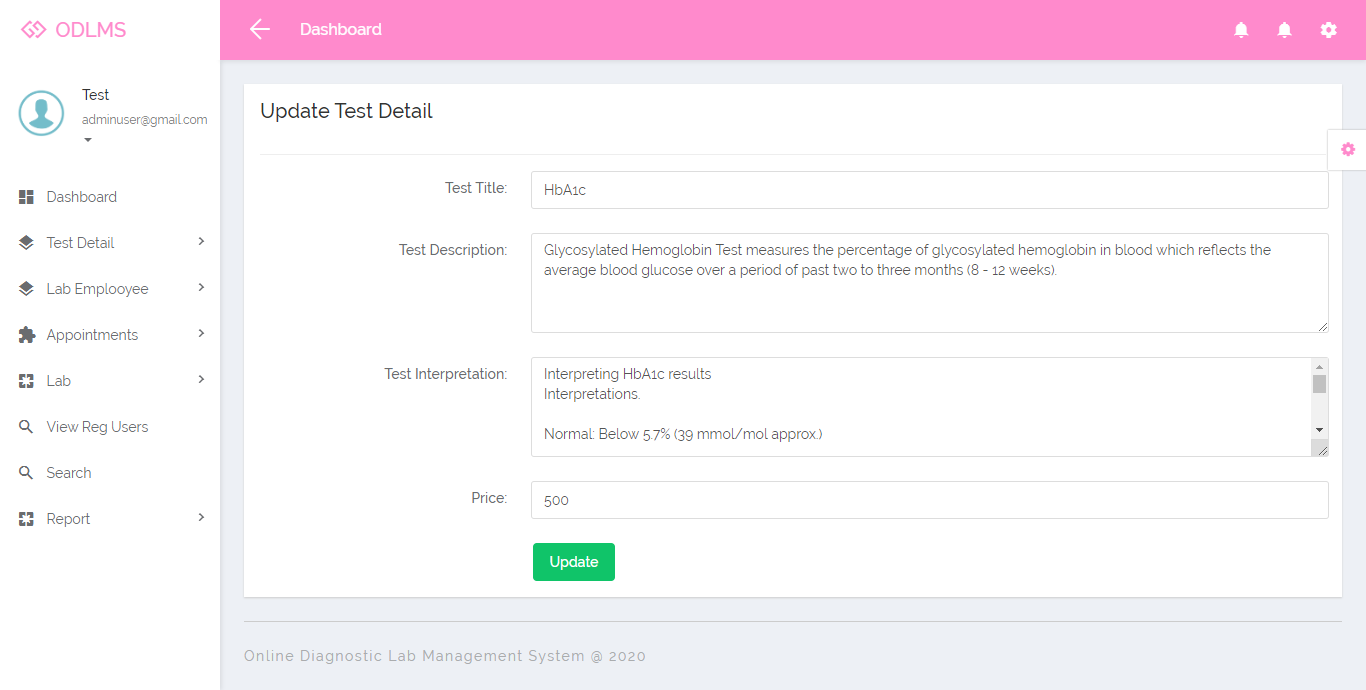 ODLMS
Dashboard
Test
adminuser@gmail.com
Dashboard
Test Detail
Lab Emplooyee
Appointments
Lab
View Reg Users
Search
Report
Update Test Detail
Test Title:
HbA1c
Test Description:
Glycosylated Hemoglobin Test measures the percentage of glycosylated hemoglobin in blood which reflects the
average blood glucose over a period of past two to three months (8 - 12 weeks).
Test Interpretation:
Interpreting HbA1c results
Interpretations.
Normal: Below 5.7% (39 mmol/mol approx.)
Price:
500
Update
Online Diagnostic Lab Management System @ 2020